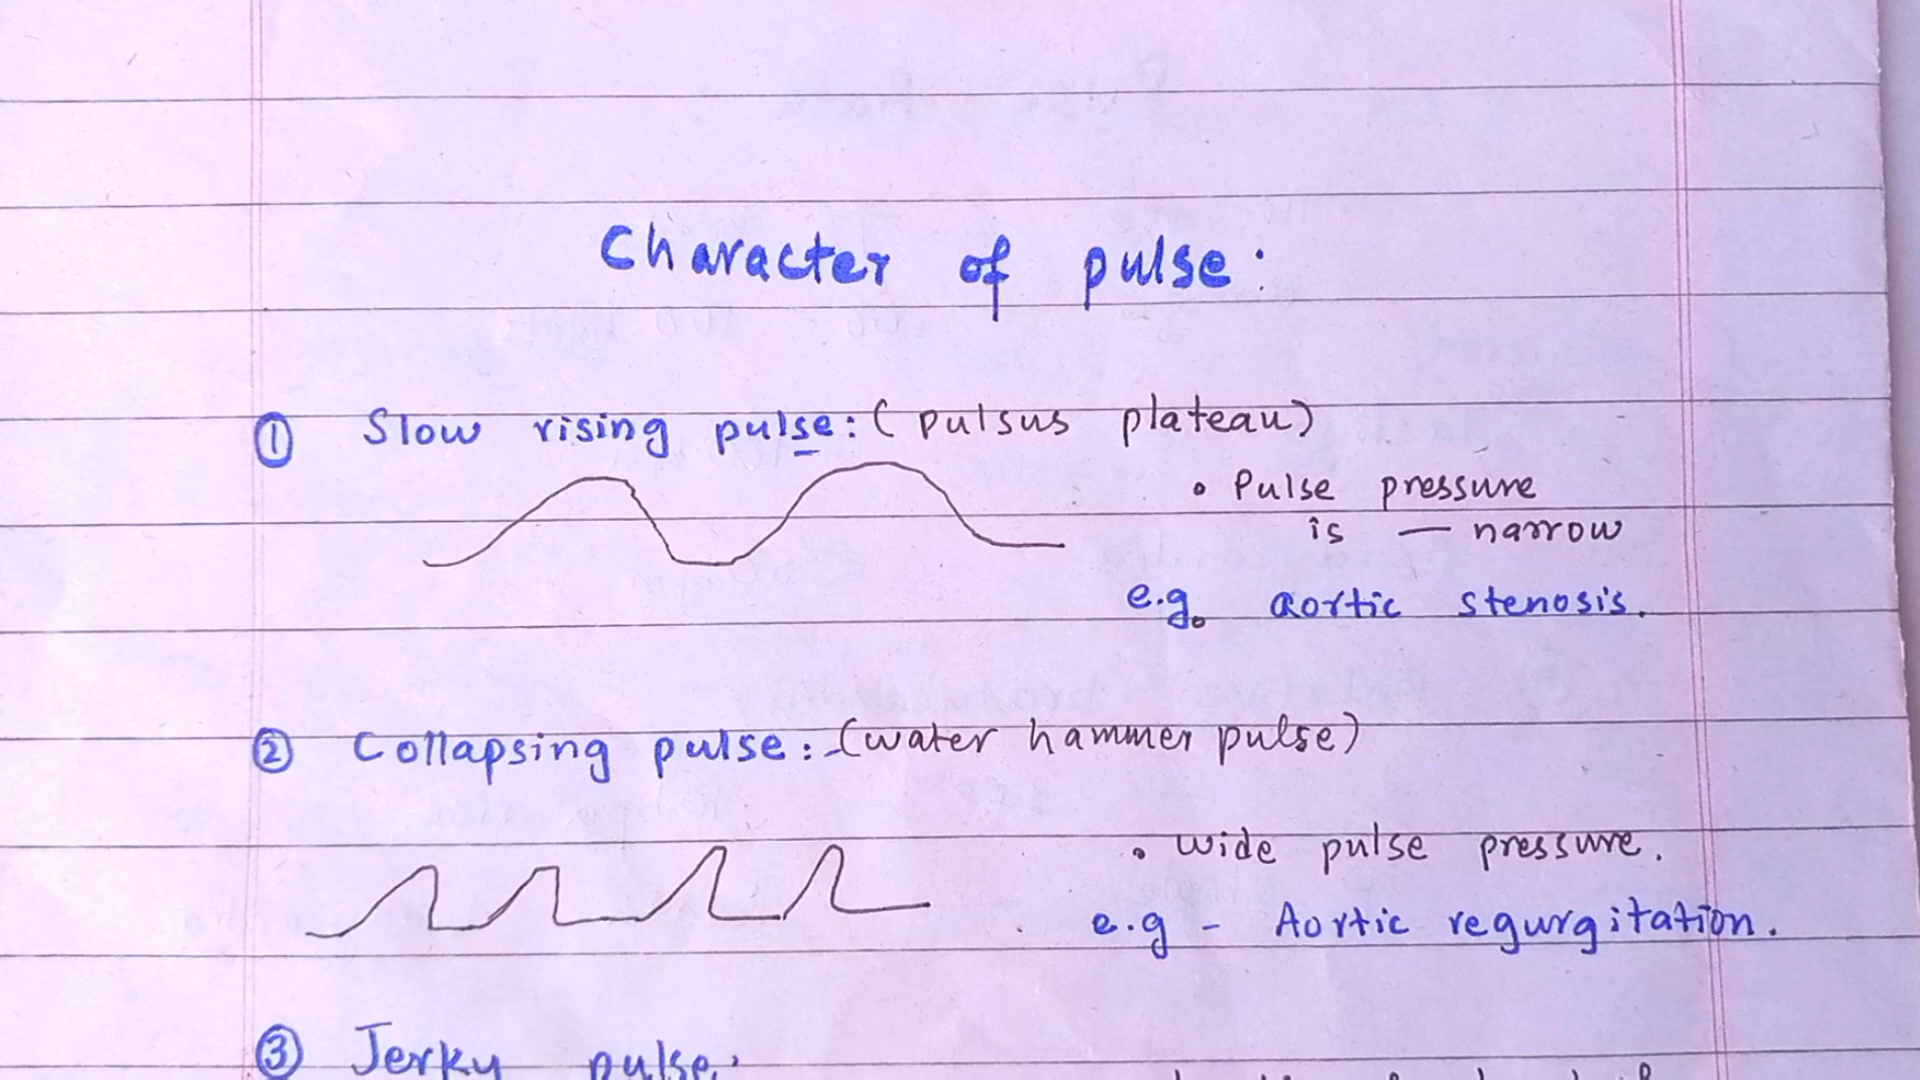 Character of pulse:
① Slow rising pulse: (pulsus plateau)
• Pulse pressure
is — narrow
e.g. aortic stenosis.
② Collapsing pulse:- (water hammer pulse)
• wide pulse pressure.
e.g - Aortic regurgitation.
③ Jerky pulse: